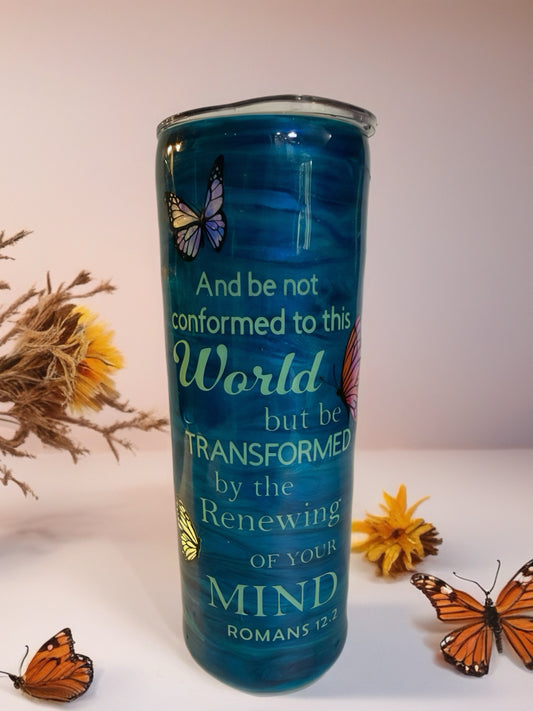 And be not
conformed to this
World
but be
TRANSFORMED
by the
Renewing
OF YOUR
MIND
ROMANS 12:2